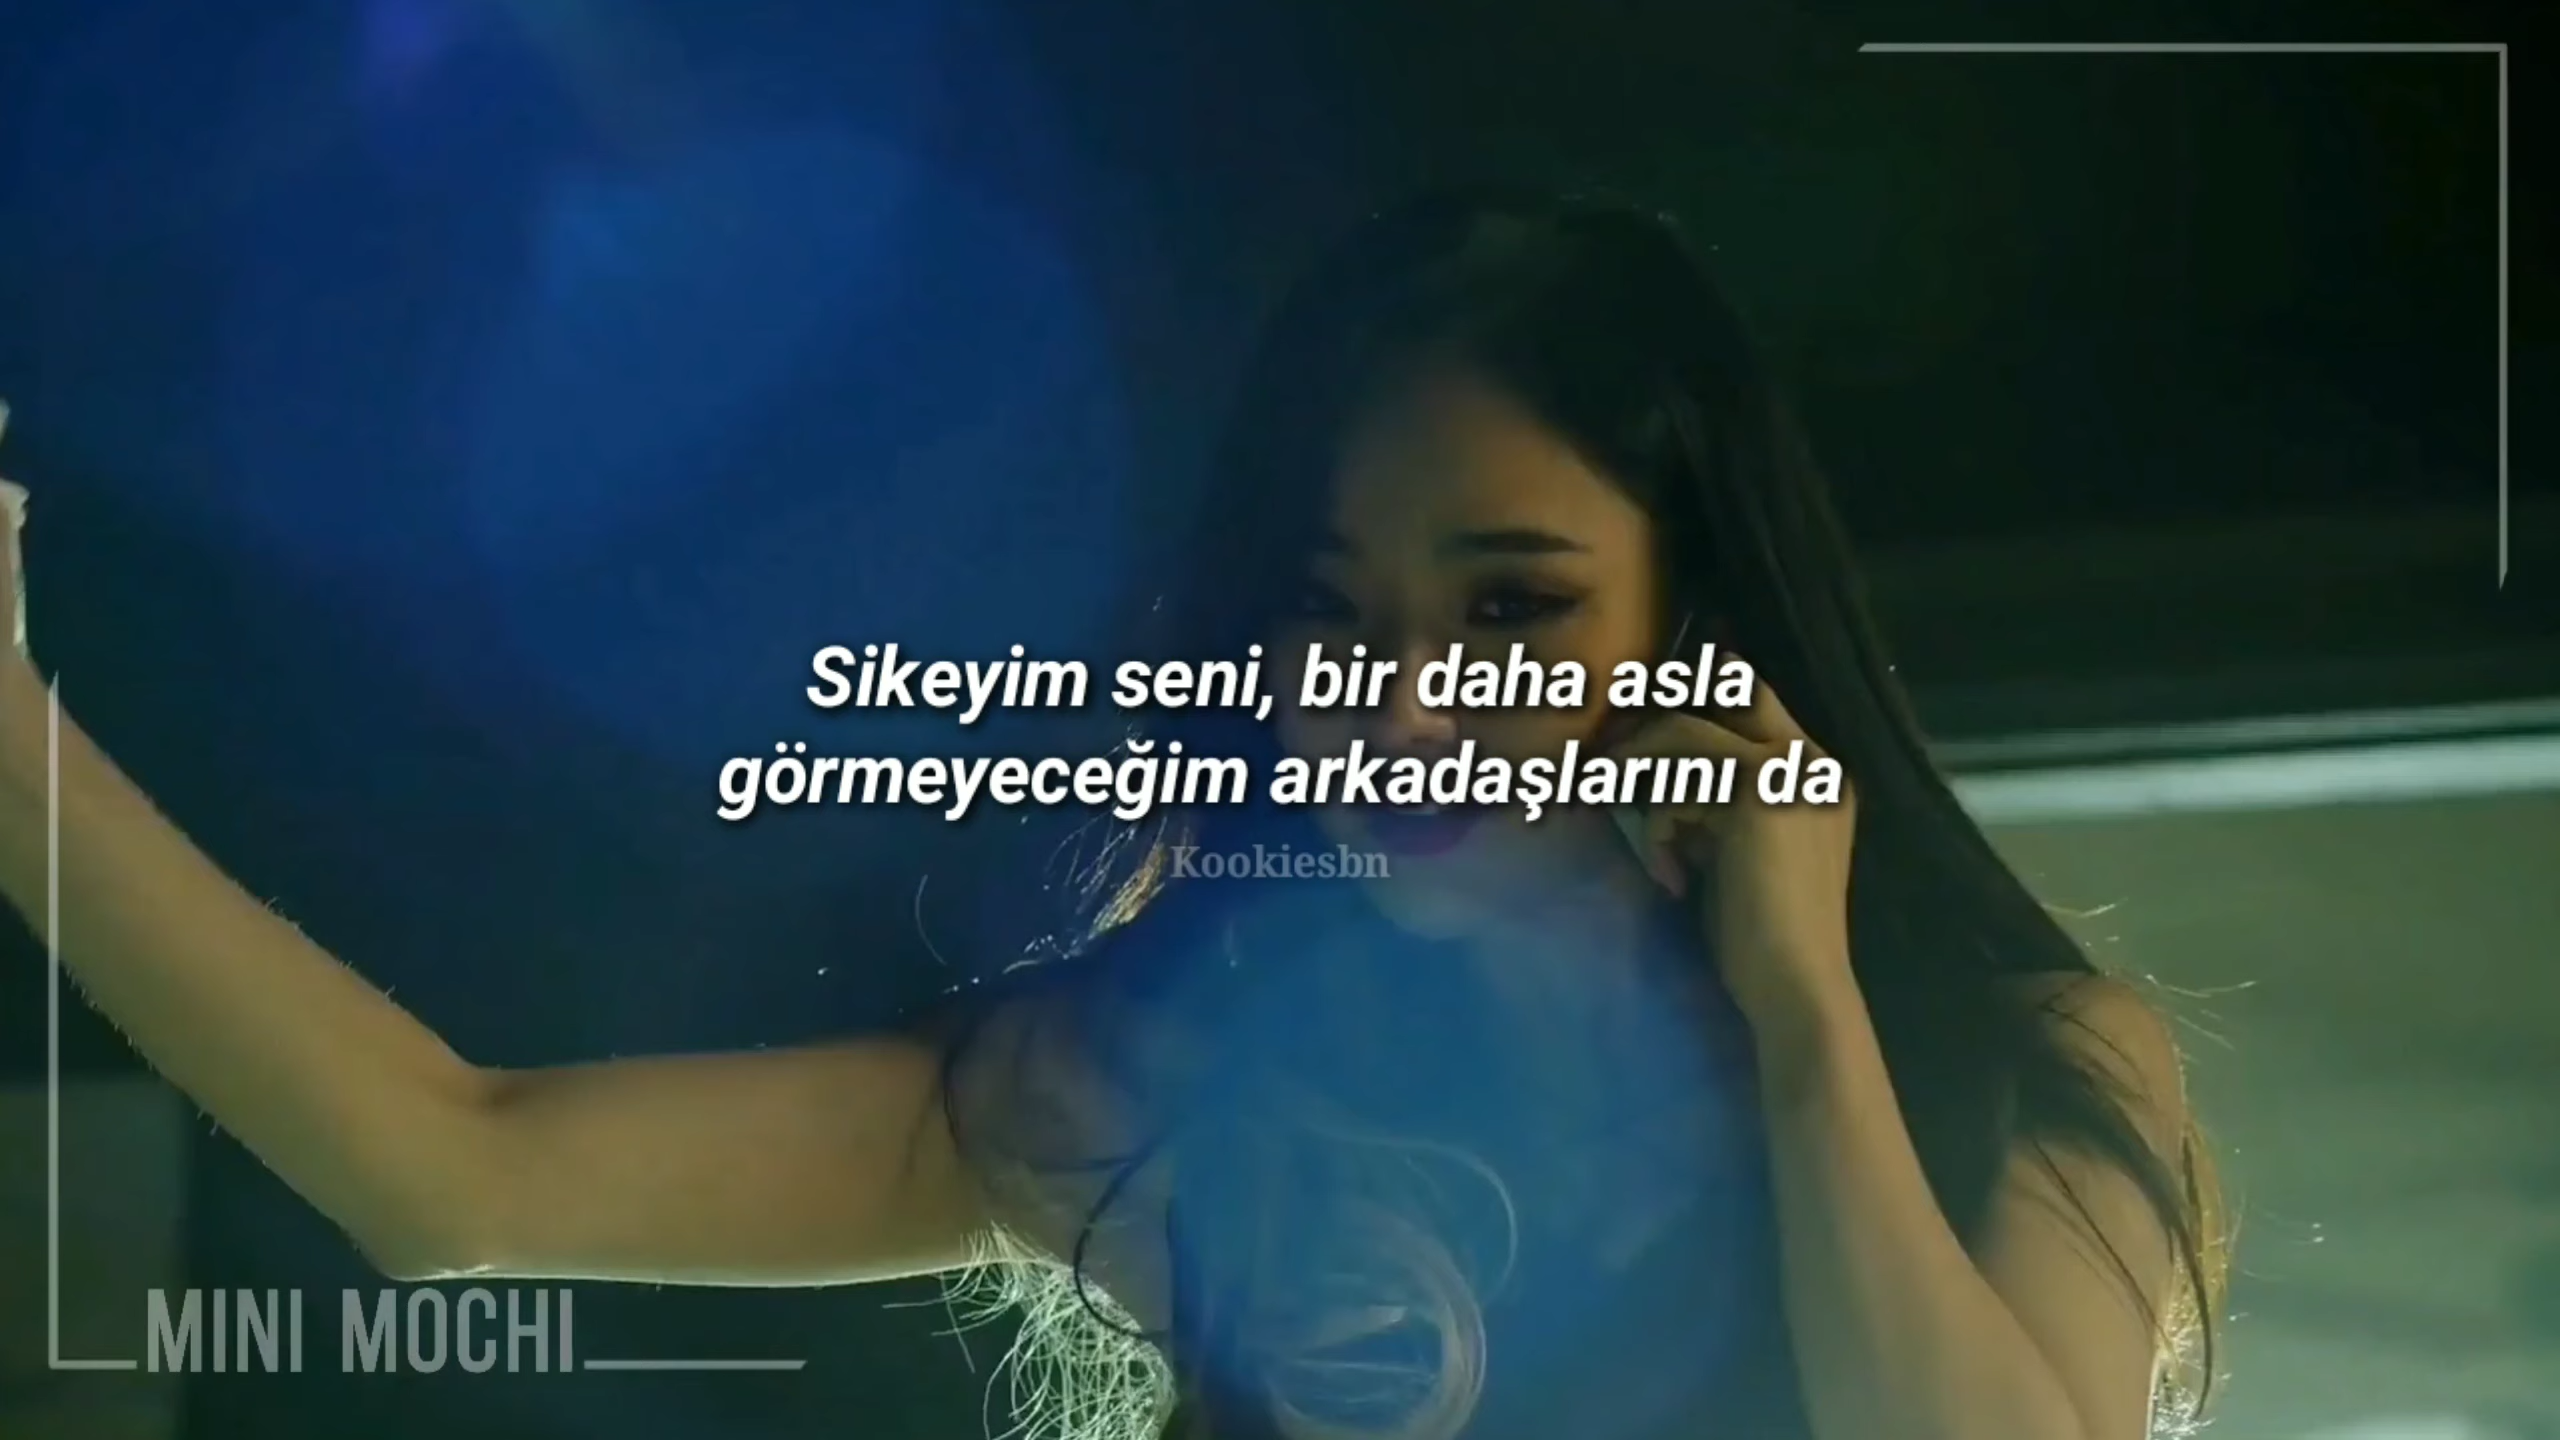 Sikeyim seni, bir daha asla
görmeyeceğim arkadaşlarını da
Kookiesbn
MINI MOCHI